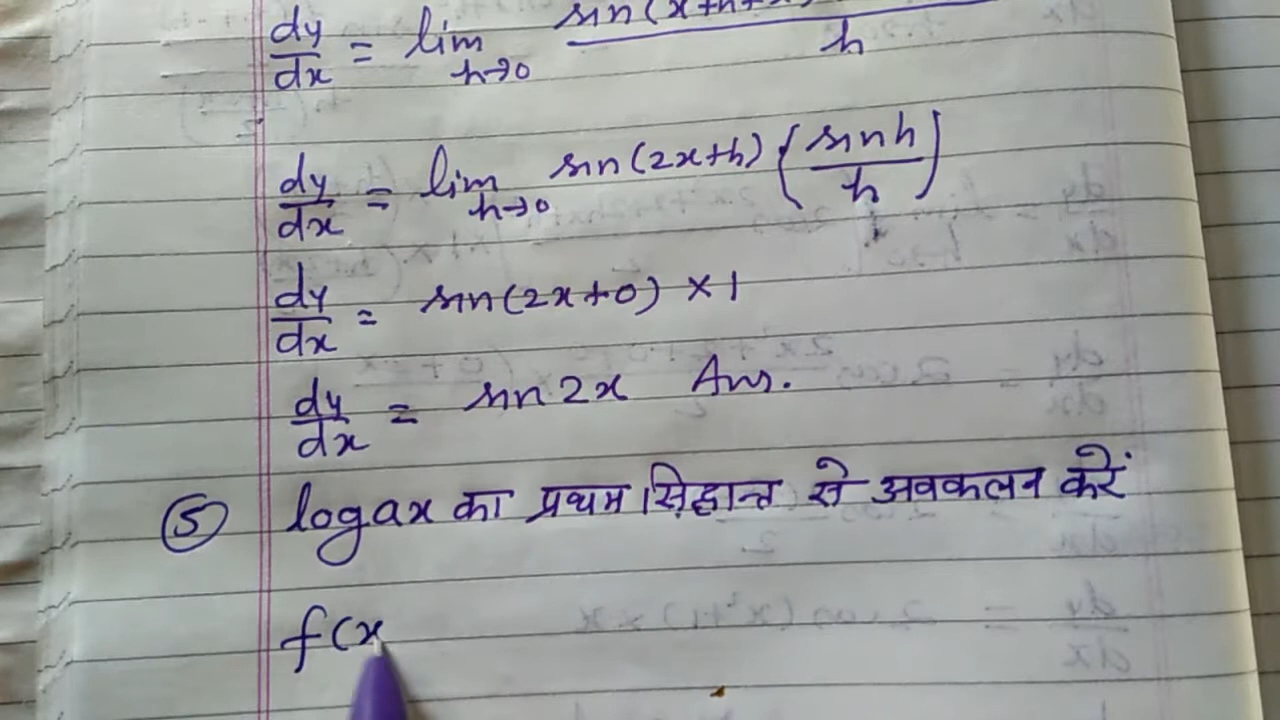 dy/dx = lim h→0 sin(x+h+x) / h
dy/dx = lim h→0 sin(2x+h) {sinh/h}
dy/dx = sin(2x+0) × 1
dy/dx = sin 2x Ans.
(5) logax का प्रथम सिद्धान्त से अवकलन करें
f(x